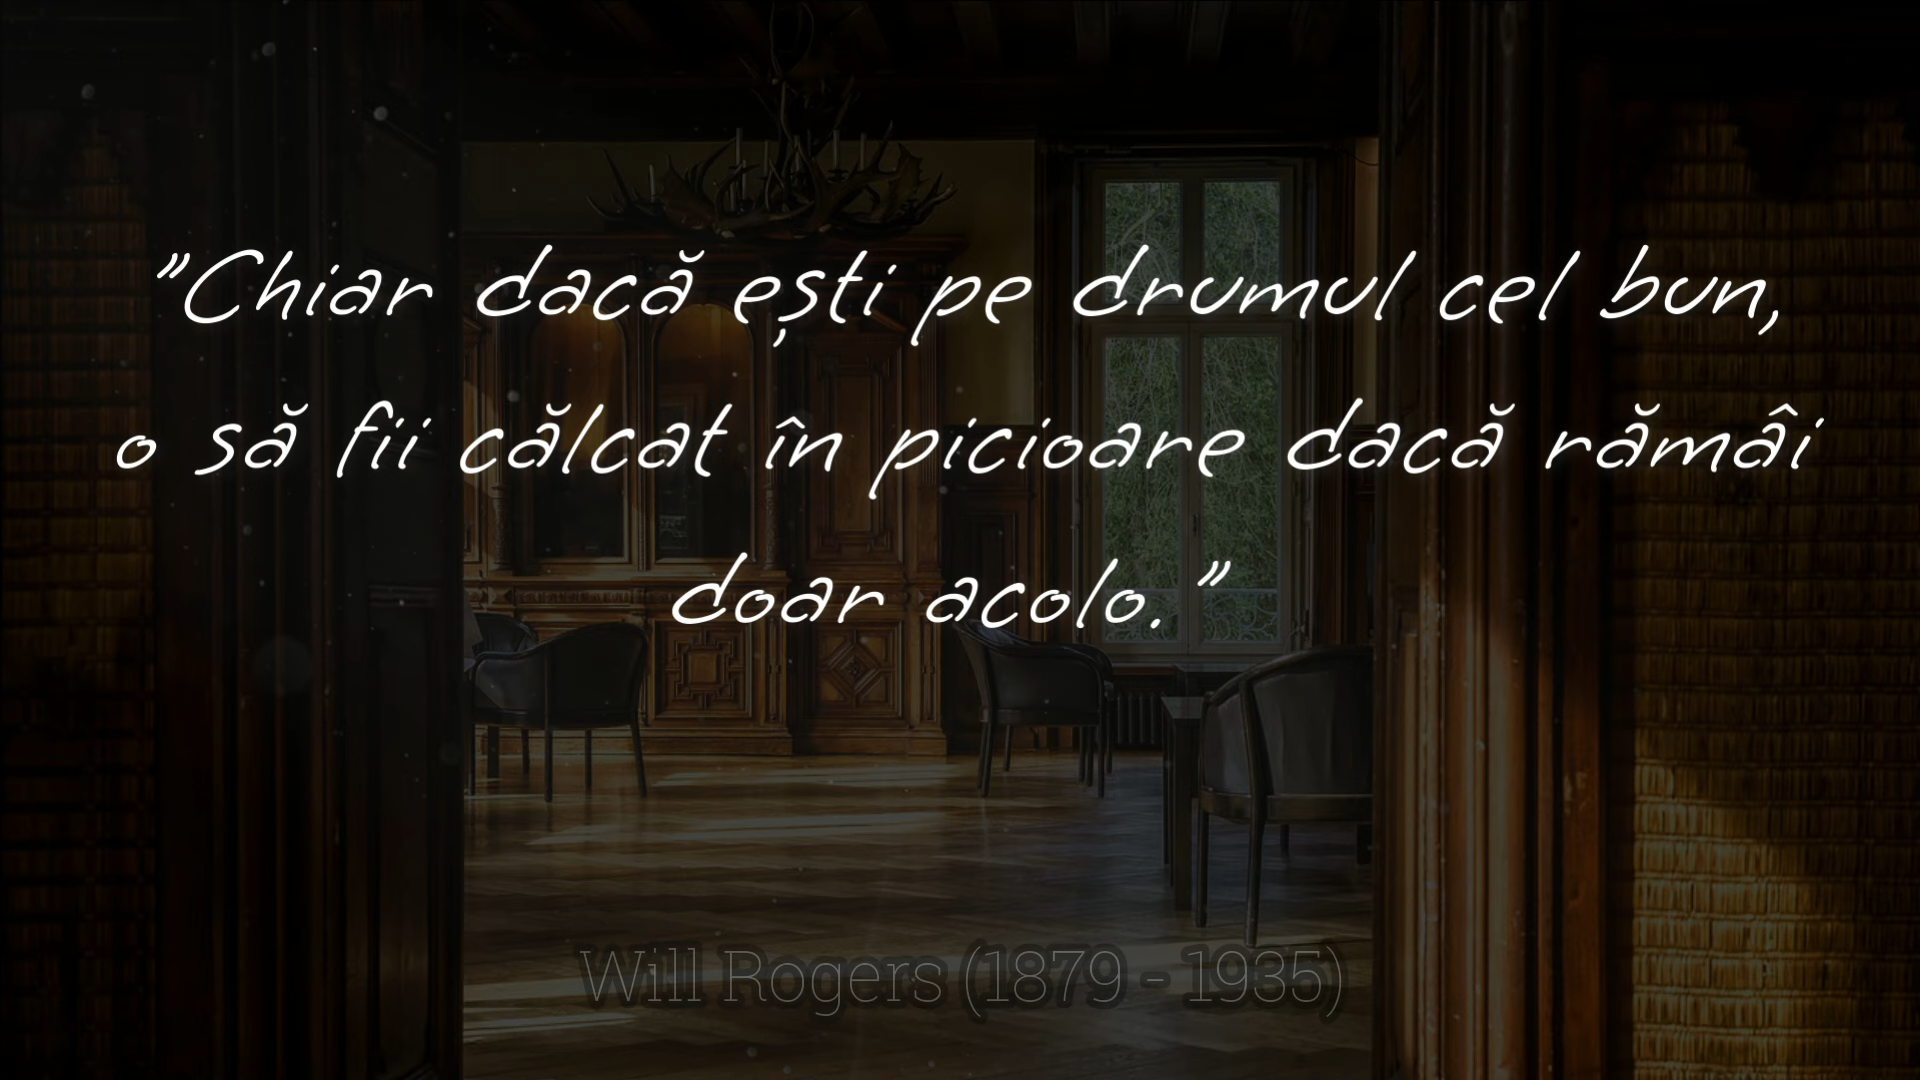 "Chiar dacă ești pe drumul cel bun,
o să fii călcat în picioare dacă rămâi
doar acolo."
Will Rogers (1879 - 1935)